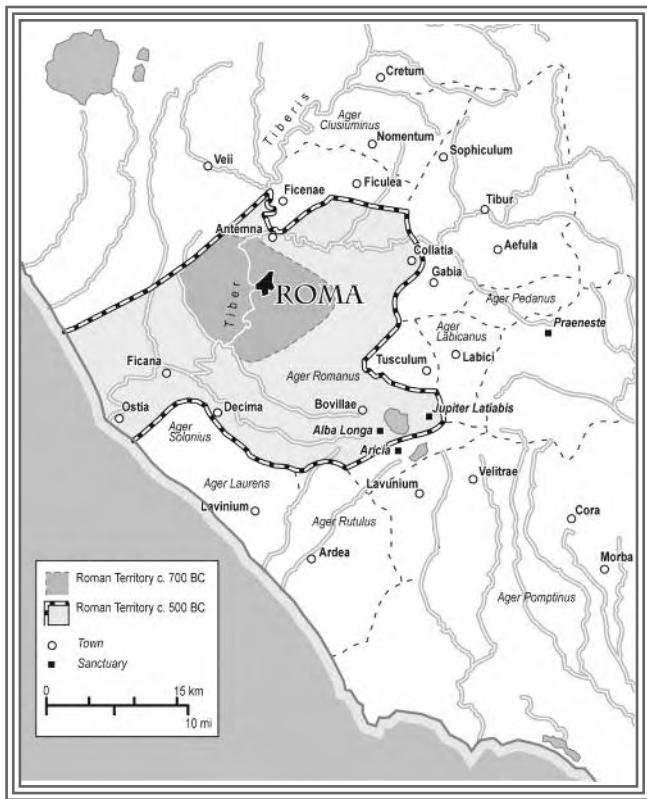 Cretum
Tiberis
Ager
Clusiuminus
Nomentum
Veii
Sophiculum
Ficulea
Ficenae
Tibur
Antemna
Collatia
Aefula
Gabia
Tiber
ROMA
Ager Pedanus
Praeneste
Ager
Labicanus
Tusculum
Labici
Ficana
Ager Romanus
Ostia
Decima
Bovillae
Jupiter Latiabis
Alba Longa
Ager
Solonius
Aricia
Ager Laurens
Lavunium
Velitrae
Lavinium
Ager Rutulus
Cora
Ardea
Morba
Ager Pomptinus
Roman Territory c. 700 BC
Roman Territory c. 500 BC
Town
Sanctuary
0 15 km
10 mi